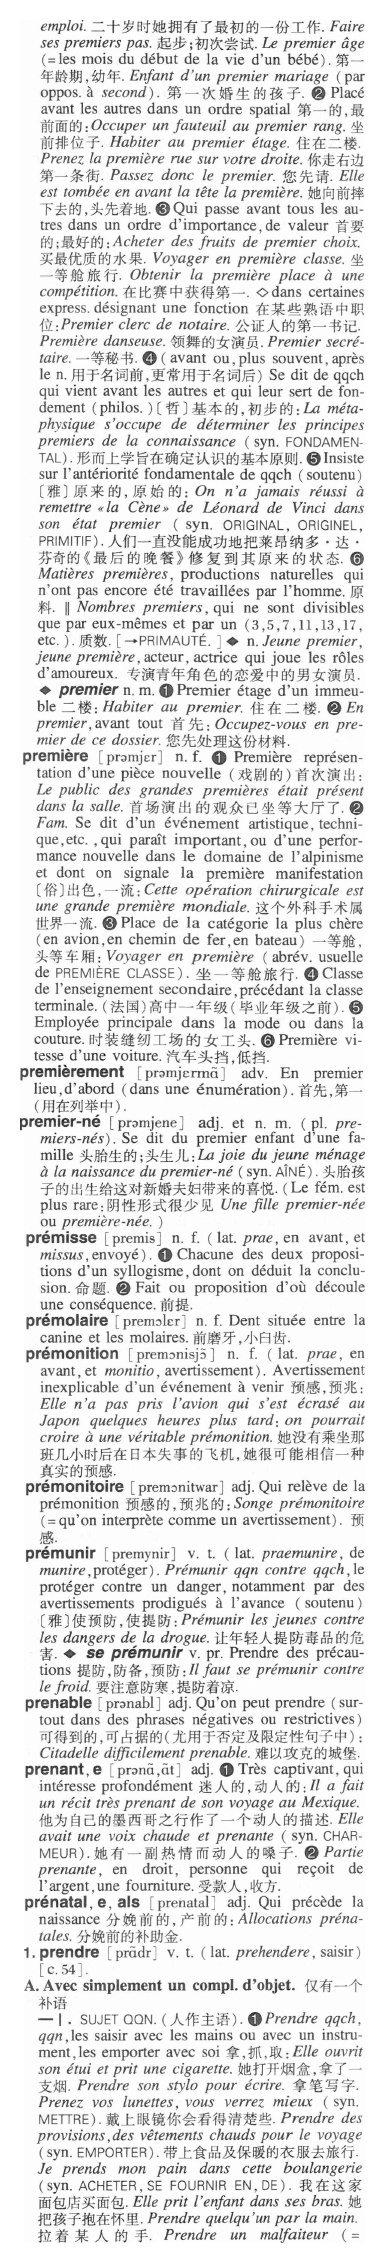 emploi. 二十岁时她拥有了最初的一份工作. Faire
ses premiers pas. 起步;初次尝试. Le premier âge
(= les mois du début de la vie d'un bébé). 第一
年龄期,幼年. Enfant d'un premier mariage (par
oppos. à second). 第一次婚生的孩子. ❷ Placé
avant les autres dans un ordre spatial 第一的,最
前面的:Occuper un fauteuil au premier rang. 坐
前排位子. Habiter au premier étage. 住在二楼.
Prenez la première rue sur votre droite. 你走右边
第一条街. Passez donc le premier. 您先请. Elle
est tombée en avant la tête la première. 她向前摔
下去的,头先着地. ❸ Qui passe avant tous les au-
tres dans un ordre d'importance, de valeur 首要
的;最好的:Acheter des fruits de premier choix.
买最优质的水果. Voyager en première classe. 坐
一等舱旅行. Obtenir la première place à une
compétition. 在比赛中获得第一. ◇ dans certaines
express. désignant une fonction 在某些熟语中职
位:Premier clerc de notaire. 公证人的第一书记.
Première danseuse. 领舞的女演员. Premier secré-
taire. 一等秘书. ❹ (avant ou, plus souvent, après
le n. 用于名词前,更常用于名词后) Se dit de qqch
qui vient avant les autres et qui leur sert de fon-
dement (philos.)〔哲〕基本的,初步的:La méta-
physique s'occupe de déterminer les principes
premiers de la connaissance (syn. FONDAMEN-
TAL). 形而上学旨在确定认识的基本原则. ❺ Insiste
sur l'antériorité fondamentale de qqch (soutenu)
〔雅〕原来的,原始的: On n'a jamais réussi à
remettre «la Cène» de Léonard de Vinci dans
son état premier (syn. ORIGINAL, ORIGINEL,
PRIMITIF). 人们一直没能成功地把莱昂纳多·达·
芬奇的《最后的晚餐》修复到其原来的状态. ❻
Matières premières, productions naturelles qui
n'ont pas encore été travaillées par l'homme. 原
料. ‖ Nombres premiers, qui ne sont divisibles
que par eux-mêmes et par un (3,5,7,11,13,17,
etc.). 质数. [→PRIMAUTÉ.] ◆ n. Jeune premier,
jeune première, acteur, actrice qui joue les rôles
d'amoureux. 专演青年角色的恋爱中的男女演员.
◆ premier n. m. ❶ Premier étage d'un immeu-
ble 二楼: Habiter au premier. 住在二楼. ❷ En
premier, avant tout 首先: Occupez-vous en pre-
mier de ce dossier. 您先处理这份材料.
première [prəmjɛr] n. f. ❶ Première représen-
tation d'une pièce nouvelle (戏剧的)首次演出:
Le public des grandes premières était présent
dans la salle. 首场演出的观众已坐等大厅了. ❷
Fam. Se dit d'un événement artistique, techni-
que, etc., qui paraît important, ou d'une perfor-
mance nouvelle dans le domaine de l'alpinisme
et dont on signale la première manifestation
〔俗〕出色,一流: Cette opération chirurgicale est
une grande première mondiale. 这个外科手术属
世界一流. ❸ Place de la catégorie la plus chère
(en avion, en chemin de fer, en bateau) 一等舱,
头等车厢: Voyager en première (abrév. usuelle
de PREMIÈRE CLASSE). 坐一等舱旅行. ❹ Classe
de l'enseignement secondaire, précédant la classe
terminale. (法国)高中一年级(毕业年级之前). ❺
Employée principale dans la mode ou dans la
couture. 时装缝纫工场的女工头. ❻ Première vi-
tesse d'une voiture. 汽车头挡,低挡.
premièrement [prəmjɛrmɑ̃] adv. En premier
lieu, d'abord (dans une énumération). 首先,第一
(用在列举中).
premier-né [prəmjene] adj. et n. m. (pl. pre-
miers-nés). Se dit du premier enfant d'une fa-
mille 头胎生的;头生儿:La joie du jeune ménage
à la naissance du premier-né (syn. AÎNÉ). 头胎孩
子的出生给这对新婚夫妇带来的喜悦. (Le fém. est
plus rare:阴性形式很少见 Une fille premier-née
ou première-née.)
prémisse [premis] n. f. (lat. prae, en avant, et
missus, envoyé). ❶ Chacune des deux proposi-
tions d'un syllogisme, dont on déduit la conclu-
sion. 命题. ❷ Fait ou proposition d'où découle
une conséquence. 前提.
prémolaire [premɔlɛr] n. f. Dent située entre la
canine et les molaires. 前磨牙,小臼齿.
prémonition [premɔnisjɔ̃] n. f. (lat. prae, en
avant, et monitio, avertissement). Avertissement
inexplicable d'un événement à venir 预感,预兆:
Elle n'a pas pris l'avion qui s'est écrasé au
Japon quelques heures plus tard: on pourrait
croire à une véritable prémonition. 她没有乘坐那
班几小时后在日本失事的飞机,她很可能相信一种
真实的预感.
prémonitoire [premɔnitwar] adj. Qui relève de la
prémonition 预感的,预兆的:Songe prémonitoire
(= qu'on interprète comme un avertissement). 预
感.
prémunir [premynir] v. t. (lat. praemunire, de
munire, protéger). Prémunir qqn contre qqch, le
protéger contre un danger, notamment par des
avertissements prodigués à l'avance (soutenu)
〔雅〕使预防,使提防:Prémunir les jeunes contre
les dangers de la drogue. 让年轻人提防毒品的危
害. ◆ se prémunir v. pr. Prendre des précau-
tions 提防,防备,预防:Il faut se prémunir contre
le froid. 要注意防寒,提防着凉.
prenable [prənabl] adj. Qu'on peut prendre (sur-
tout dans des phrases négatives ou restrictives)
可得到的,可占据的(尤用于否定及限定性句子中):
Citadelle difficilement prenable. 难以攻克的城堡.
prenant, e [prənɑ̃,ɑ̃t] adj. ❶ Très captivant, qui
intéresse profondément 迷人的,动人的:Il a fait
un récit très prenant de son voyage au Mexique.
他为自己的墨西哥之行作了一个动人的描述. Elle
avait une voix chaude et prenante (syn. CHAR-
MEUR). 她有一副热情而动人的嗓子. ❷ Partie
prenante, en droit, personne qui reçoit de
l'argent, une fourniture. 受款人,收方.
prénatal, e, als [prenatal] adj. Qui précède la
naissance 分娩前的,产前的:Allocations préna-
tales. 分娩前的补助金.
1. prendre [prɑ̃dr] v. t. (lat. prehendere, saisir)
[c. 54].
A. Avec simplement un compl. d'objet. 仅有一个
补语
—Ⅰ. SUJET QQN. (人作主语). ❶ Prendre qqch,
qqn, les saisir avec les mains ou avec un instru-
ment, les emporter avec soi 拿,抓,取:Elle ouvrit
son étui et prit une cigarette. 她打开烟盒,拿了一
支烟. Prendre son stylo pour écrire. 拿笔写字.
Prenez vos lunettes, vous verrez mieux (syn.
METTRE). 戴上眼镜你会看得清楚些. Prendre des
provisions, des vêtements chauds pour le voyage
(syn. EMPORTER). 带上食品及保暖的衣服去旅行.
Je prends mon pain dans cette boulangerie
(syn. ACHETER, SE FOURNIR EN, DE). 我在这家
面包店买面包. Elle prit l'enfant dans ses bras. 她
把孩子抱在怀里. Prendre quelqu'un par la main.
拉着某人的手. Prendre un malfaiteur (=